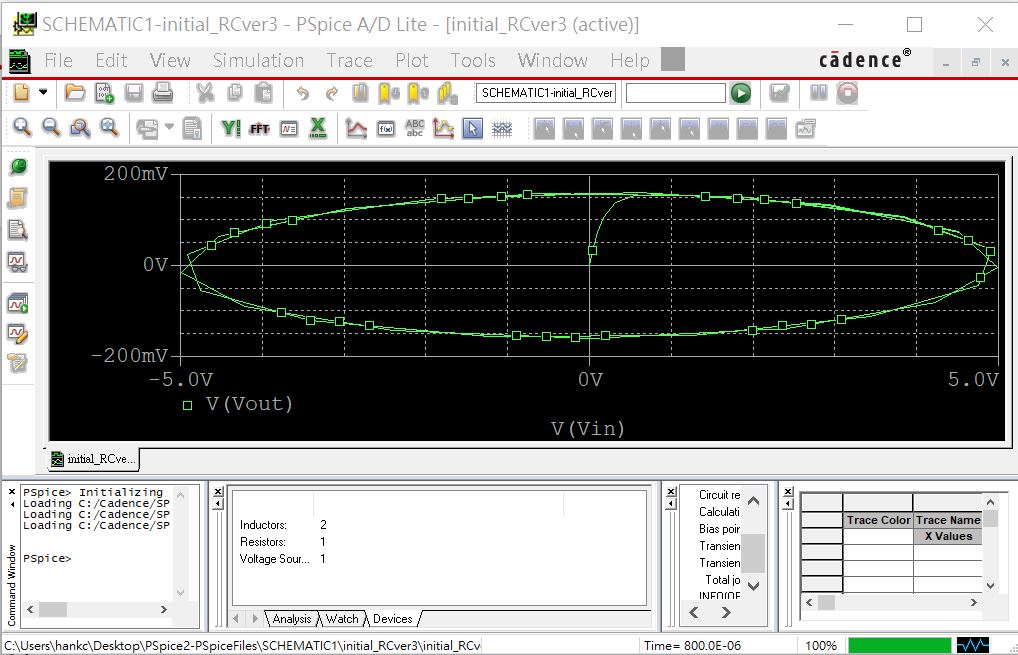 SCHEMATIC1-initial_RCver3 - PSpice A/D Lite - [initial_RCver3 (active)]
File Edit View Simulation Trace Plot Tools Window Help cādence®
SCHEMATIC1-initial_RCver
FFT
ABC
abc
200mV
0V
-200mV
-5.0V 0V 5.0V
V(Vout)
V(Vin)
initial_RCve...
PSpice> Initializing
Loading C:/Cadence/SP
Loading C:/Cadence/SP
Loading C:/Cadence/SP
PSpice>
Command Window
Inductors: 2
Resistors: 1
Voltage Sour... 1
Analysis Watch Devices
Circuit re
Calculati
Bias poir
Transien
Transien
Total jo
Trace Color Trace Name
X Values
C:\Users\hankc\Desktop\PSpice2-PSpiceFiles\SCHEMATIC1\initial_RCver3\initial_RCv Time= 800.0E-06 100%